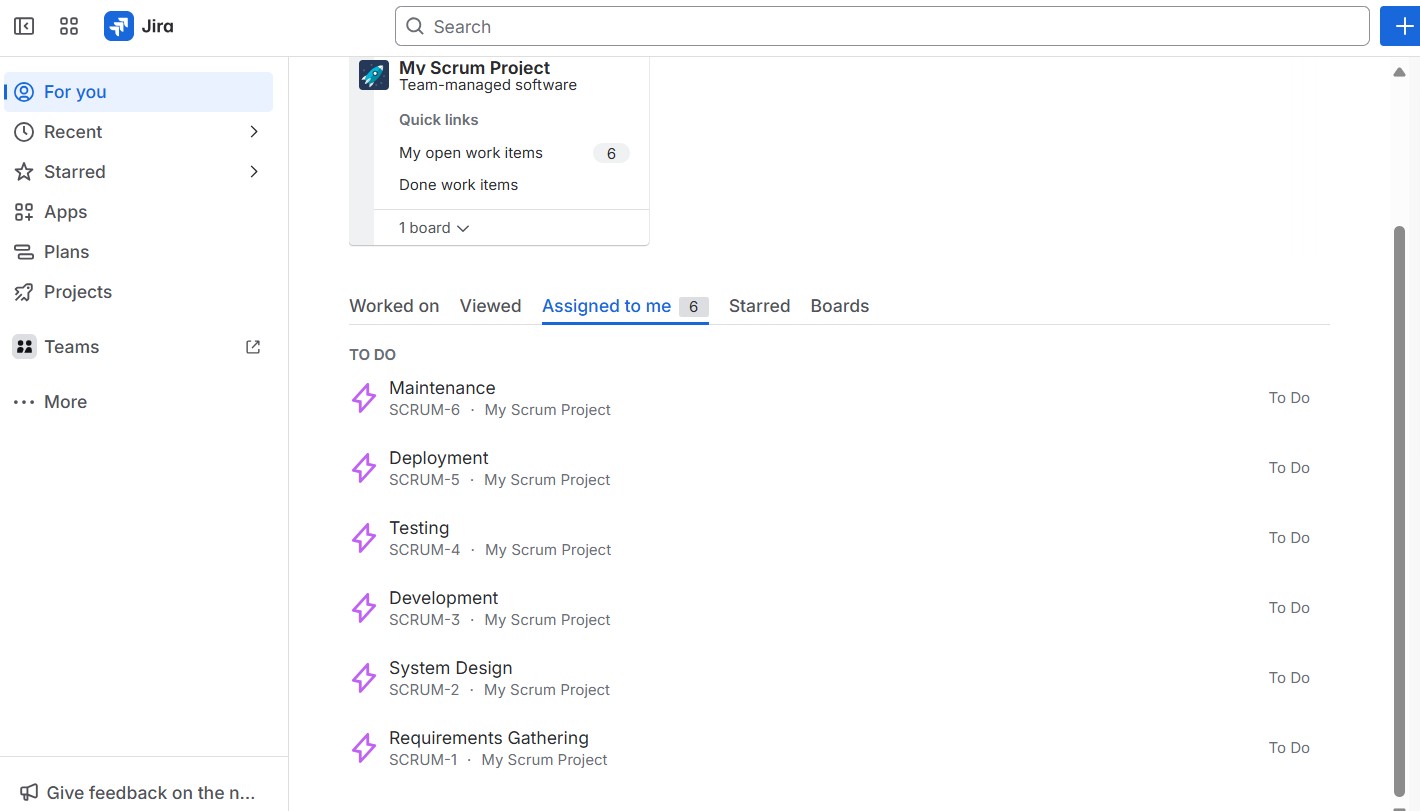 Jira
Search
For you
Recent
Starred
Apps
Plans
Projects
Teams
More
Give feedback on the n...
My Scrum Project
Team-managed software
Quick links
My open work items 6
Done work items
1 board
Worked on Viewed Assigned to me 6 Starred Boards
TO DO
Maintenance
SCRUM-6 · My Scrum Project
To Do
Deployment
SCRUM-5 · My Scrum Project
To Do
Testing
SCRUM-4 · My Scrum Project
To Do
Development
SCRUM-3 · My Scrum Project
To Do
System Design
SCRUM-2 · My Scrum Project
To Do
Requirements Gathering
SCRUM-1 · My Scrum Project
To Do